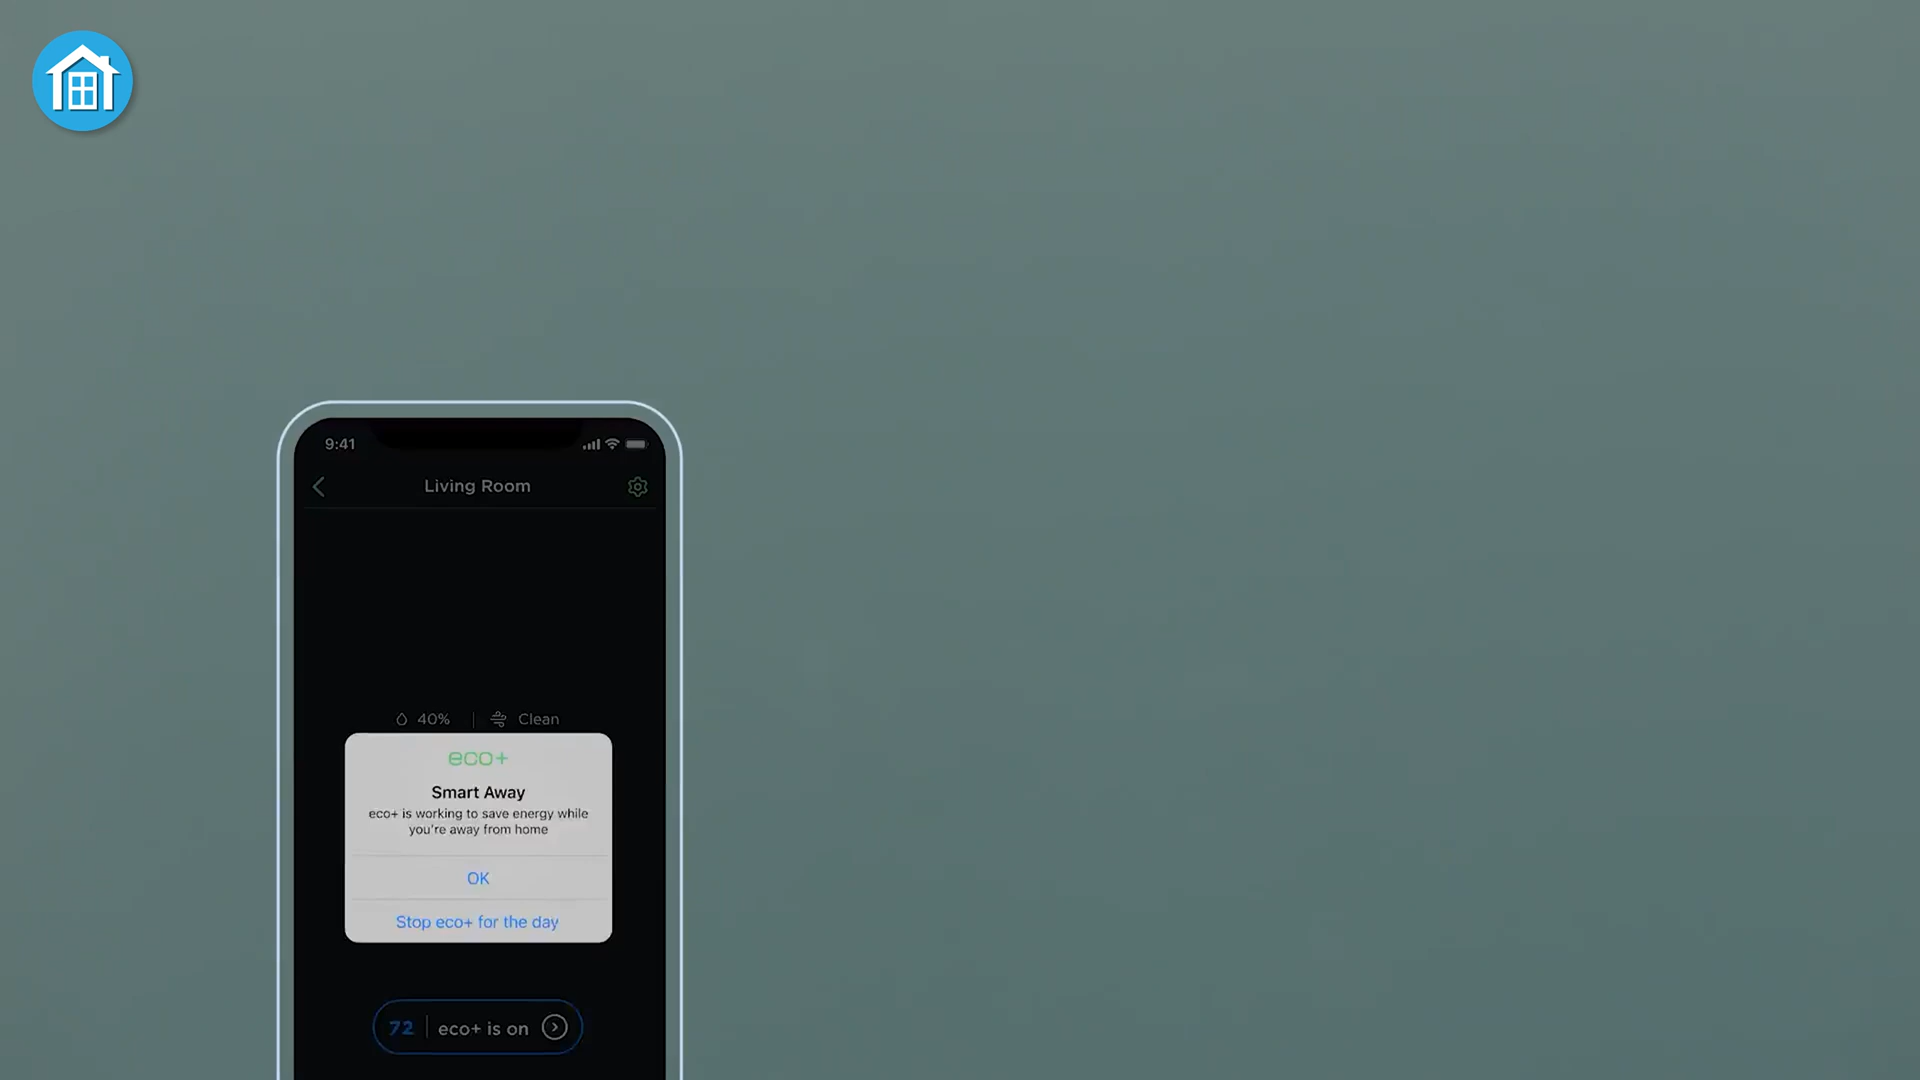 9:41
Living Room
40% Clean
eco+
Smart Away
eco+ is working to save energy while
you're away from home
OK
Stop eco+ for the day
72 eco+ is on